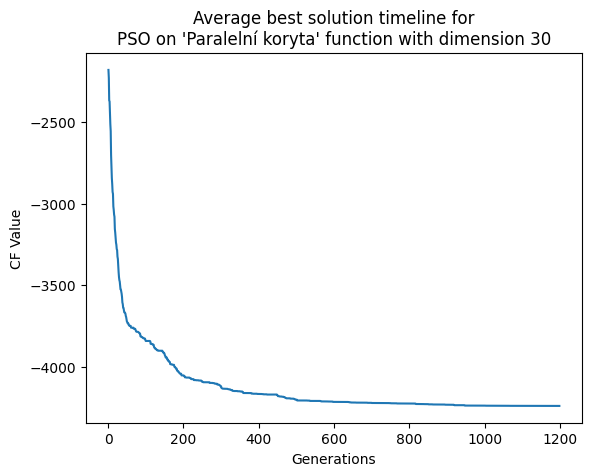 Average best solution timeline for
PSO on 'Paralelní koryta' function with dimension 30
CF Value
−2500
−3000
−3500
−4000
0 200 400 600 800 1000 1200
Generations